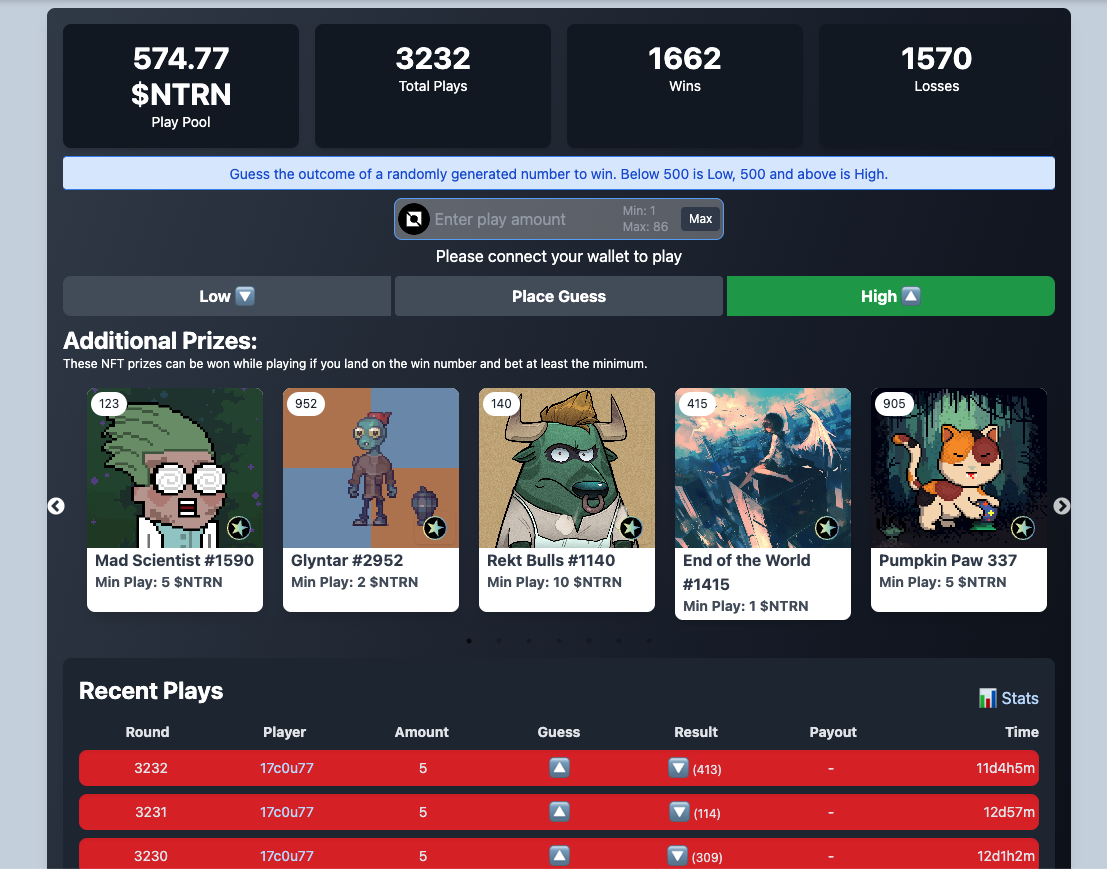 574.77
$NTRN
Play Pool
3232
Total Plays
1662
Wins
1570
Losses
Guess the outcome of a randomly generated number to win. Below 500 is Low, 500 and above is High.
Enter play amount
Min: 1
Max: 86
Max
Please connect your wallet to play
Low 🔽
Place Guess
High 🔼
Additional Prizes:
These NFT prizes can be won while playing if you land on the win number and bet at least the minimum.
123
Mad Scientist #1590
Min Play: 5 $NTRN
952
Glyntar #2952
Min Play: 2 $NTRN
140
Rekt Bulls #1140
Min Play: 10 $NTRN
415
End of the World
#1415
Min Play: 1 $NTRN
905
Pumpkin Paw 337
Min Play: 5 $NTRN
Recent Plays
📊 Stats
Round Player Amount Guess Result Payout Time
3232 17c0u77 5 🔼 🔽 (413) - 11d4h5m
3231 17c0u77 5 🔼 🔽 (114) - 12d57m
3230 17c0u77 5 🔼 🔽 (309) - 12d1h2m